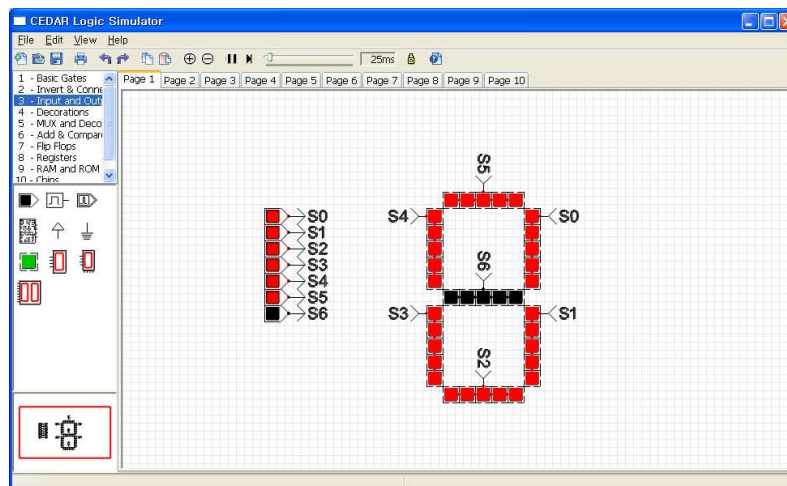 CEDAR Logic Simulator
File Edit View Help
25ms
1 - Basic Gates
2 - Invert & Conne
3 - Input and Out
4 - Decorations
5 - MUX and Deco
6 - Add & Compar
7 - Flip Flops
8 - Registers
9 - RAM and ROM
10 - Chips
Page 1 Page 2 Page 3 Page 4 Page 5 Page 6 Page 7 Page 8 Page 9 Page 10
S0
S1
S2
S3
S4
S5
S6
S5
S4 S0
S6
S3 S1
S2